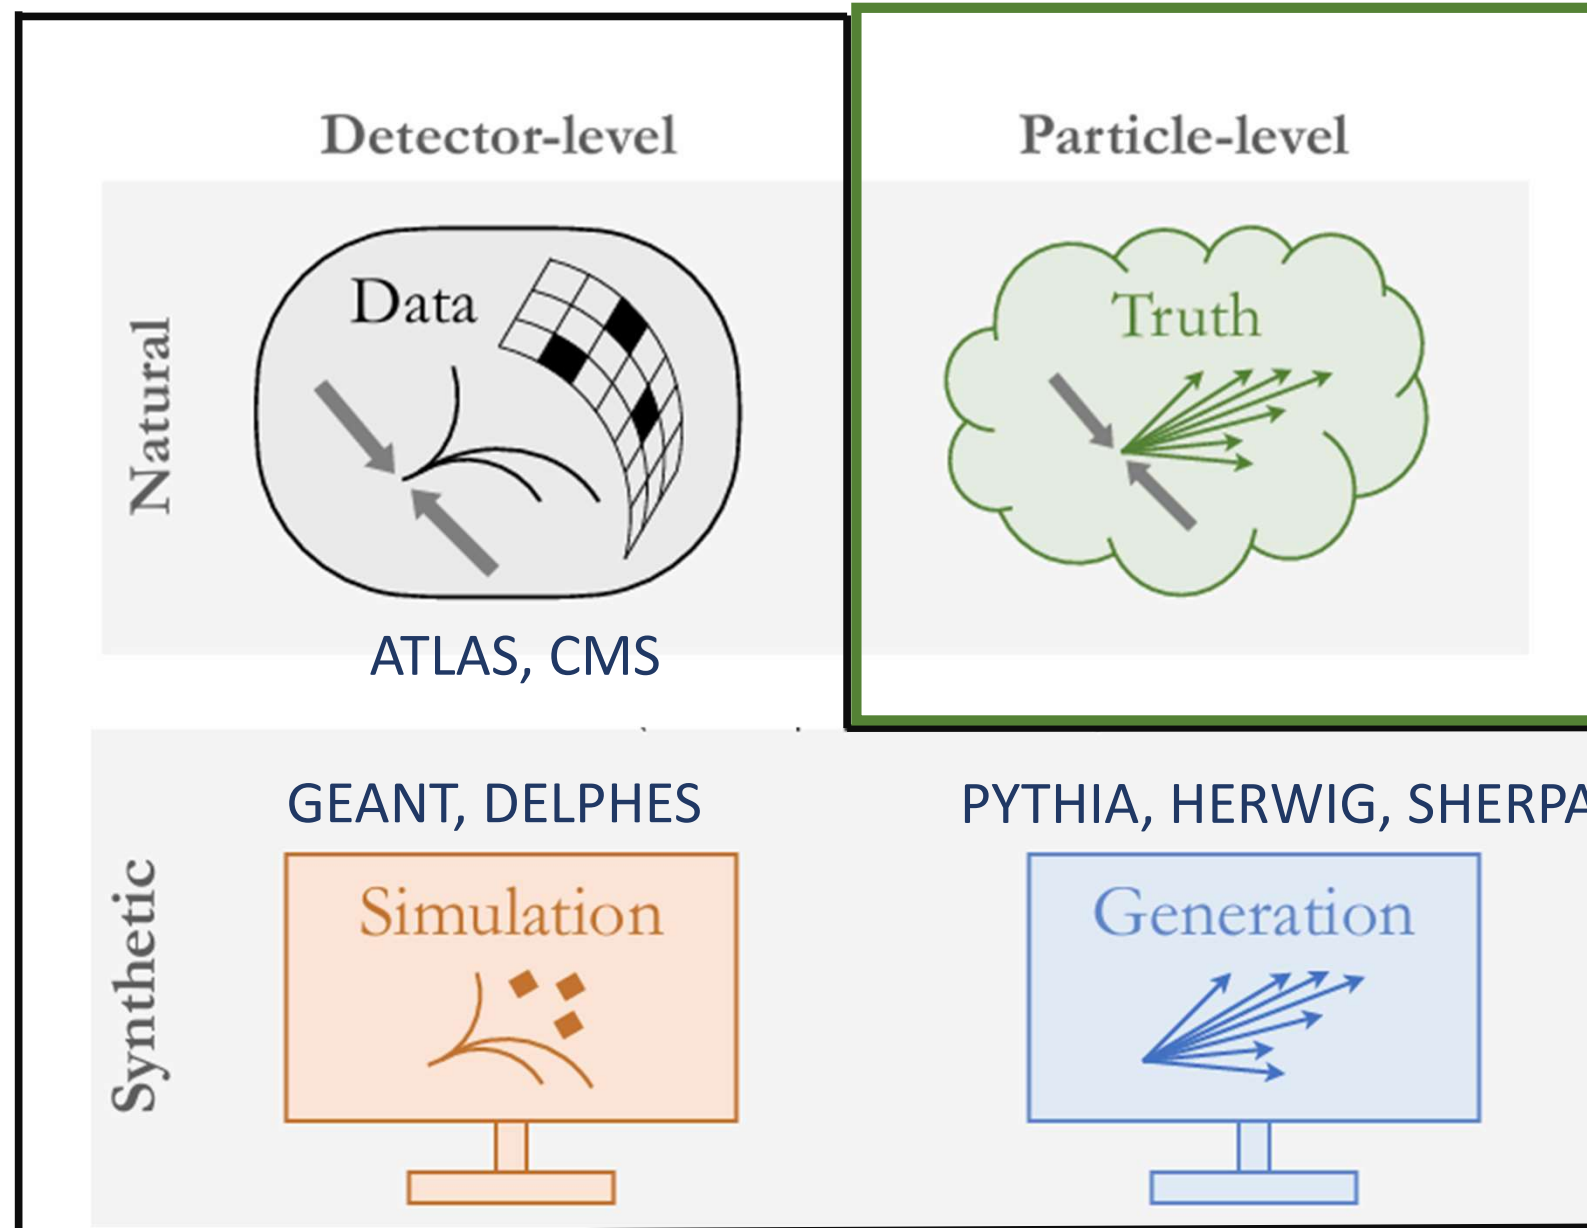 Detector-level
Particle-level
Natural
Data
Truth
ATLAS, CMS
GEANT, DELPHES
PYTHIA, HERWIG, SHERPA
Synthetic
Simulation
Generation